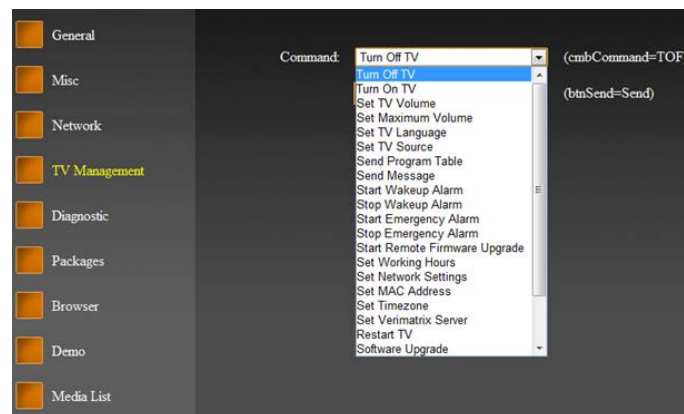 General
Misc
Network
TV Management
Diagnostic
Packages
Browser
Demo
Media List
Command: Turn Off TV (cmbCommand=TOF)
(btnSend=Send)
Turn Off TV
Turn On TV
Set TV Volume
Set Maximum Volume
Set TV Language
Set TV Source
Send Program Table
Send Message
Start Wakeup Alarm
Stop Wakeup Alarm
Start Emergency Alarm
Stop Emergency Alarm
Start Remote Firmware Upgrade
Set Working Hours
Set Network Settings
Set MAC Address
Set Timezone
Set Verimatrix Server
Restart TV
Software Upgrade